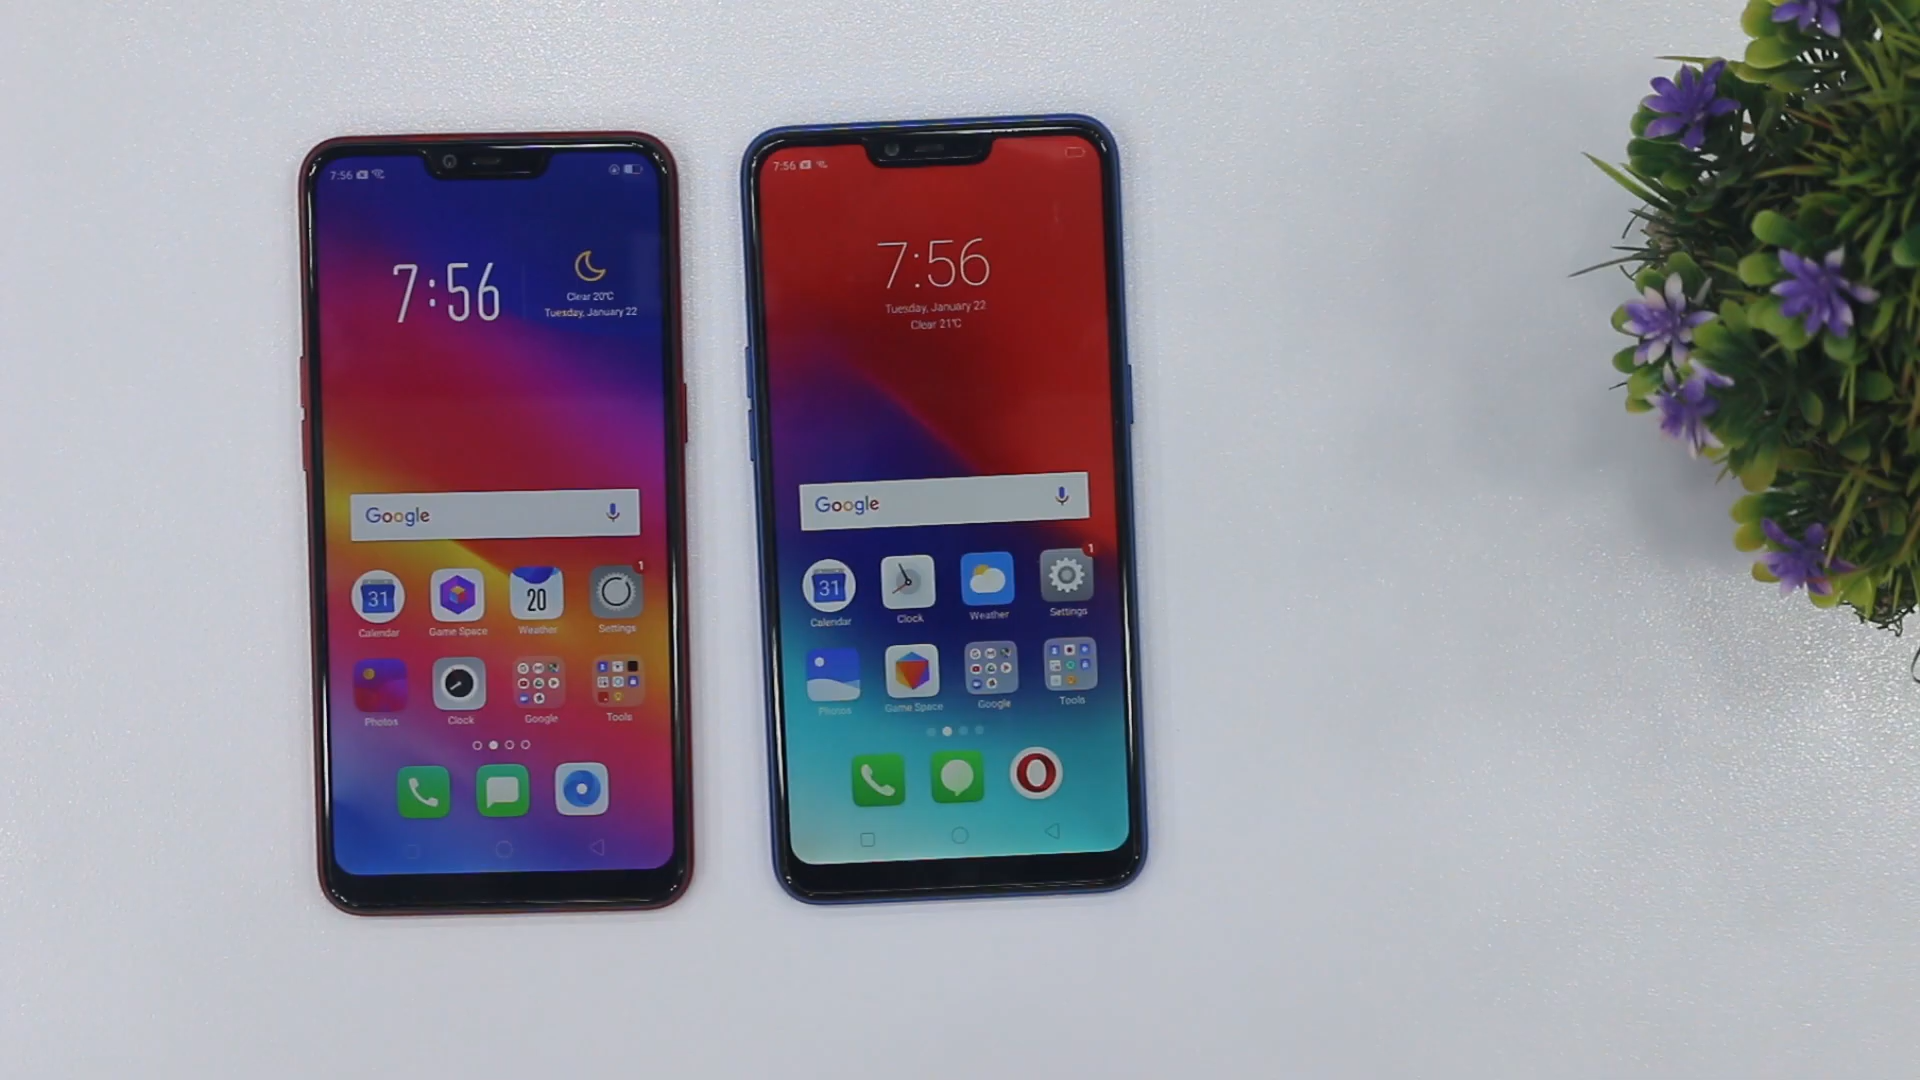 7:56
7:56
Clear 20°C
Tuesday, January 22
Google
31
20
1
Calendar
Game Space
Weather
Settings
Photos
Clock
Google
Tools
7:56
7:56
Tuesday, January 22
Clear 21°C
Google
31
1
Calendar
Clock
Weather
Settings
Photos
Game Space
Google
Tools